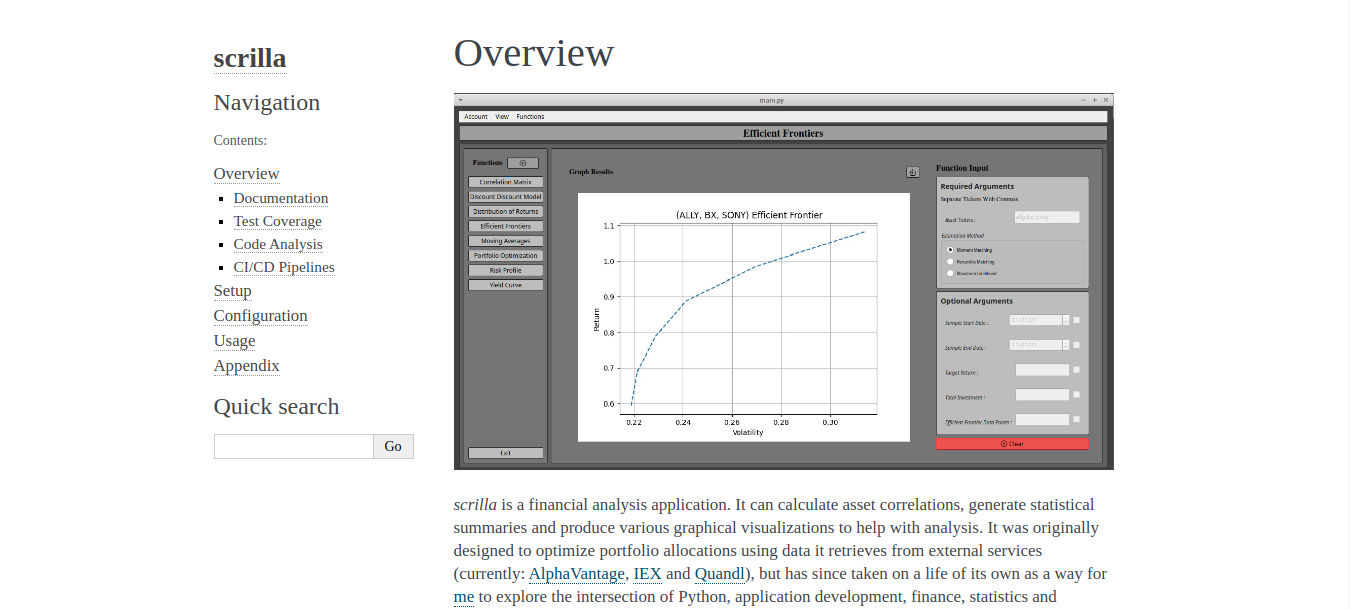 scrilla
Navigation
Contents:
Overview
Documentation
Test Coverage
Code Analysis
CI/CD Pipelines
Setup
Configuration
Usage
Appendix
Quick search
Go
Overview
main.py
Account View Functions
Efficient Frontiers
Functions
Correlation Matrix
Discount Discount Model
Distribution of Returns
Efficient Frontiers
Moving Averages
Portfolio Optimization
Risk Profile
Yield Curve
Exit
Graph Results
(ALLY, BX, SONY) Efficient Frontier
Return
1.1
1.0
0.9
0.8
0.7
0.6
0.22 0.24 0.26 0.28 0.30
Volatility
Function Input
Required Arguments
Separate Tickers With Commas
Asset Tickers :
ally,bx,sony
Estimation Method
Moment Matching
Percentile Matching
Maximum Likelihood
Optional Arguments
Sample Start Date :
11/21/21
Sample End Date :
11/21/21
Target Return :
Total Investment :
Efficient Frontier Data Points :
Clear
scrilla is a financial analysis application. It can calculate asset correlations, generate statistical
summaries and produce various graphical visualizations to help with analysis. It was originally
designed to optimize portfolio allocations using data it retrieves from external services
(currently: AlphaVantage, IEX and Quandl), but has since taken on a life of its own as a way for
me to explore the intersection of Python, application development, finance, statistics and